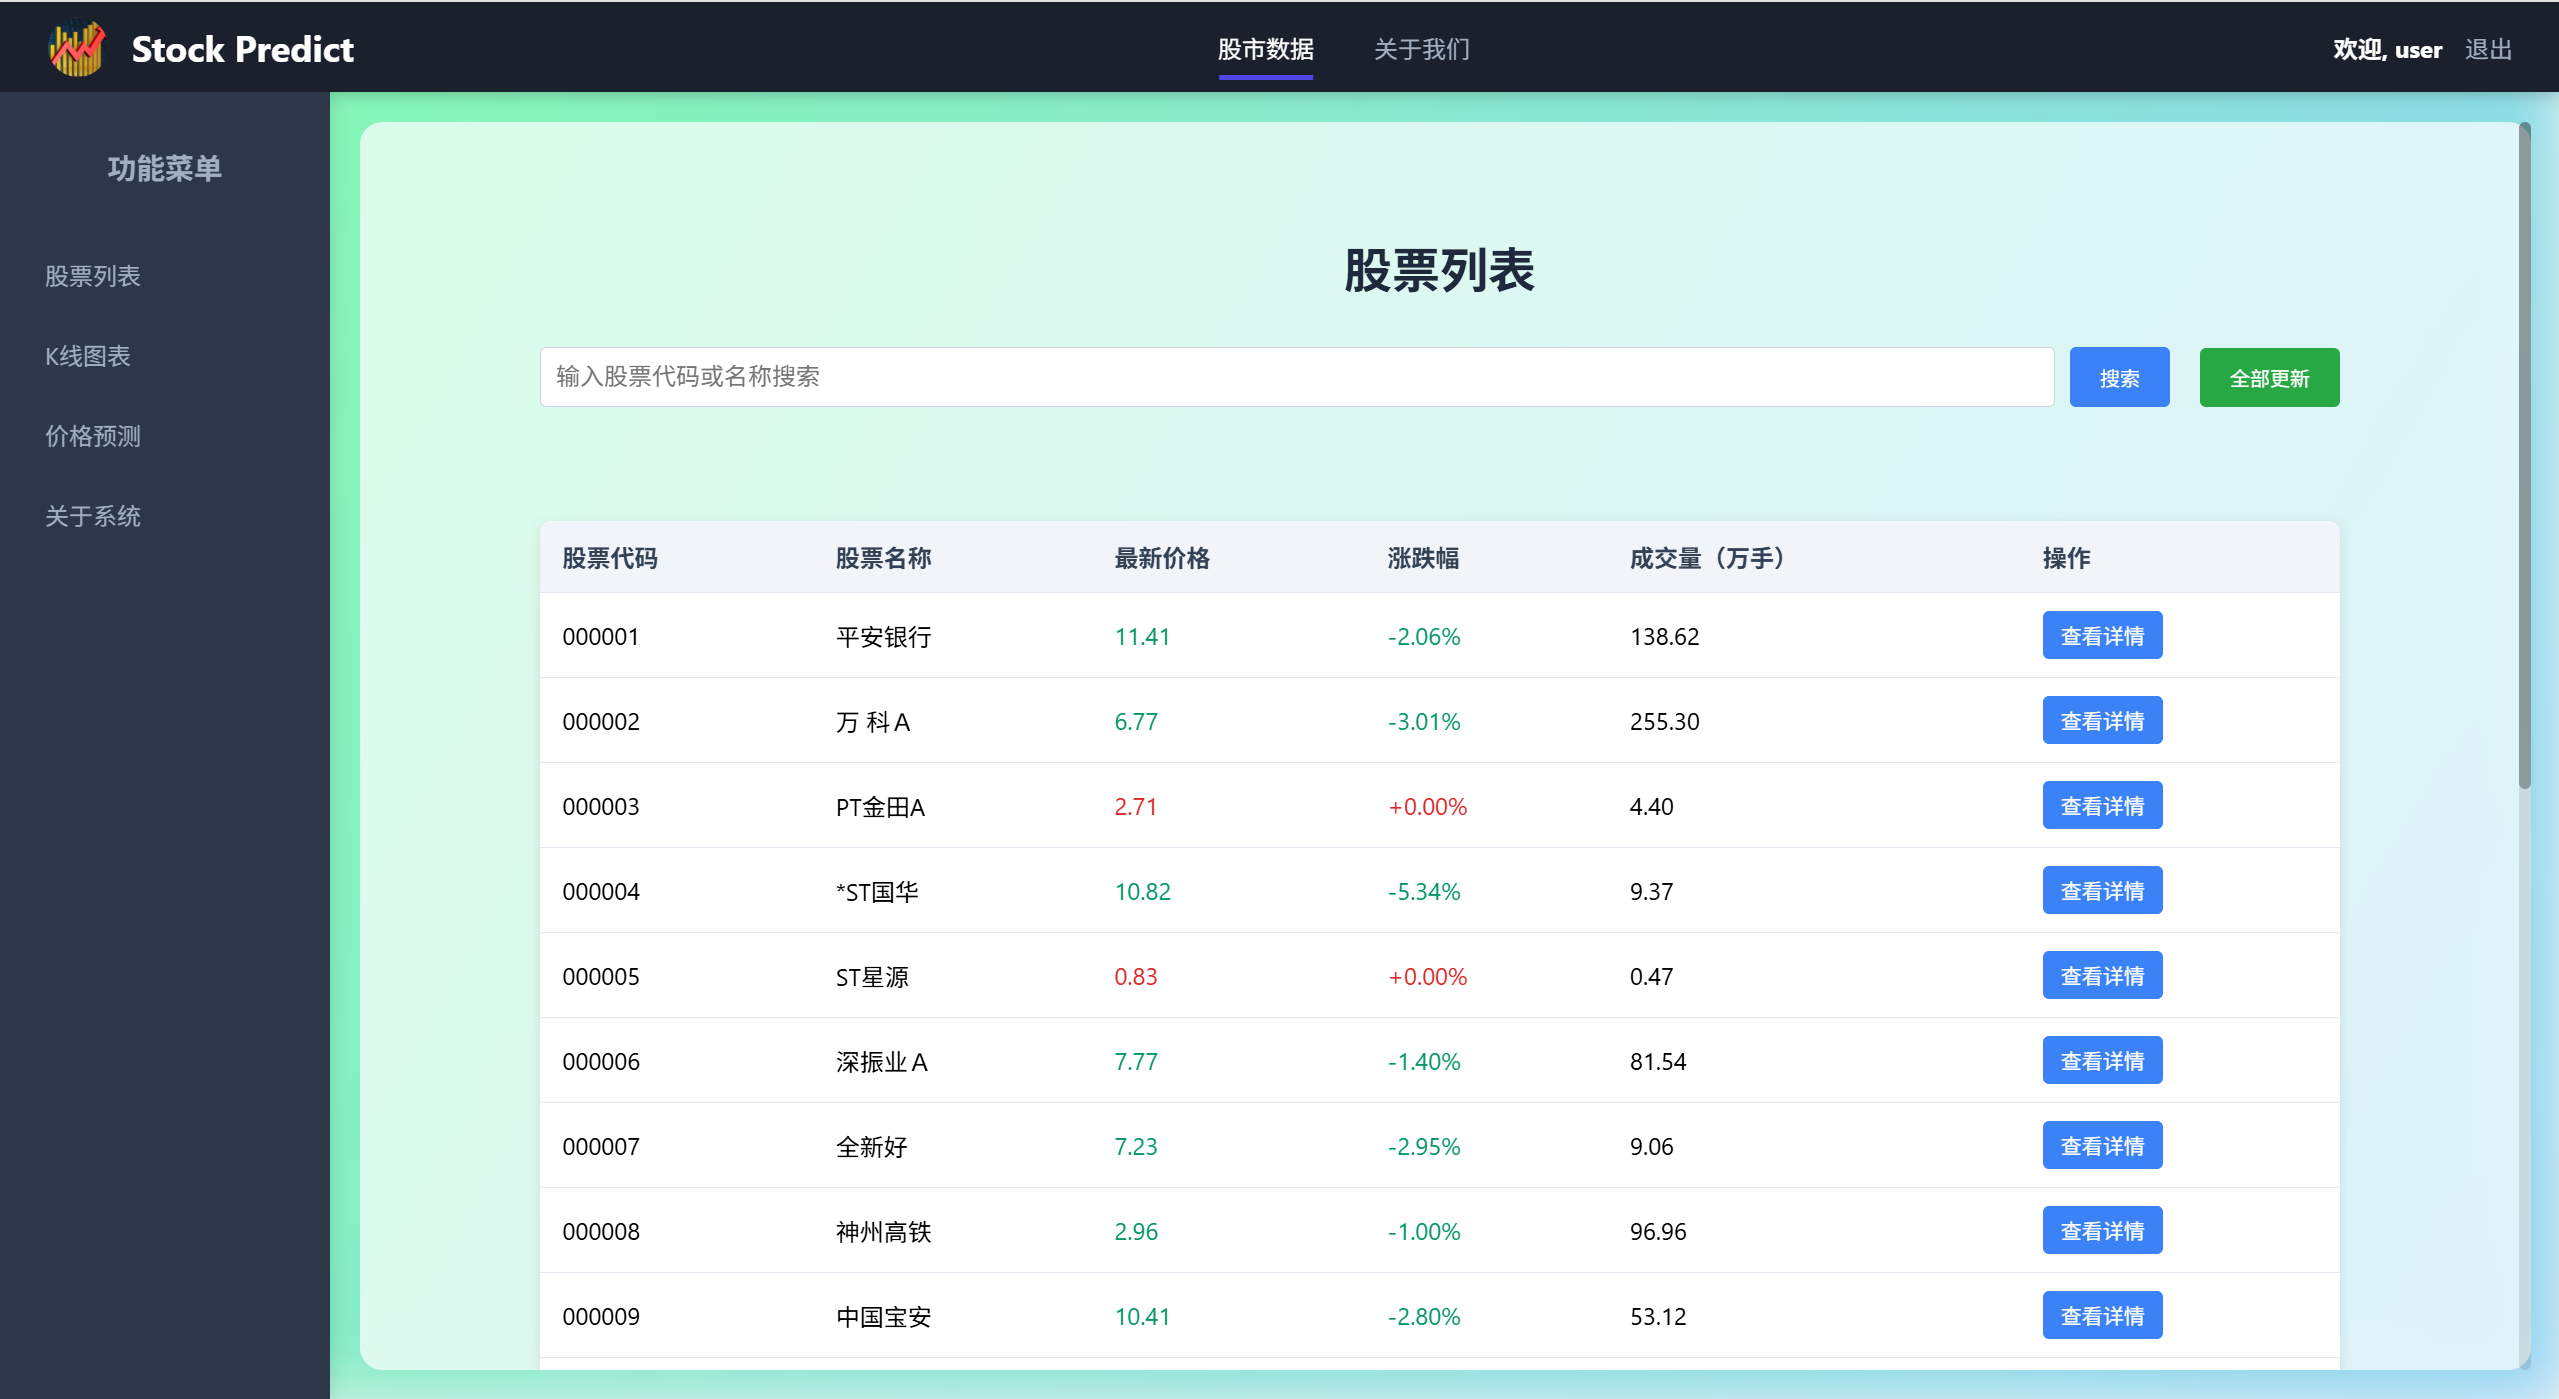 Stock Predict 股市数据 关于我们 欢迎, user 退出
功能菜单
股票列表
K线图表
价格预测
关于系统
股票列表
输入股票代码或名称搜索 搜索 全部更新
股票代码 股票名称 最新价格 涨跌幅 成交量（万手） 操作
000001 平安银行 11.41 -2.06% 138.62 查看详情
000002 万 科Ａ 6.77 -3.01% 255.30 查看详情
000003 PT金田A 2.71 +0.00% 4.40 查看详情
000004 *ST国华 10.82 -5.34% 9.37 查看详情
000005 ST星源 0.83 +0.00% 0.47 查看详情
000006 深振业Ａ 7.77 -1.40% 81.54 查看详情
000007 全新好 7.23 -2.95% 9.06 查看详情
000008 神州高铁 2.96 -1.00% 96.96 查看详情
000009 中国宝安 10.41 -2.80% 53.12 查看详情